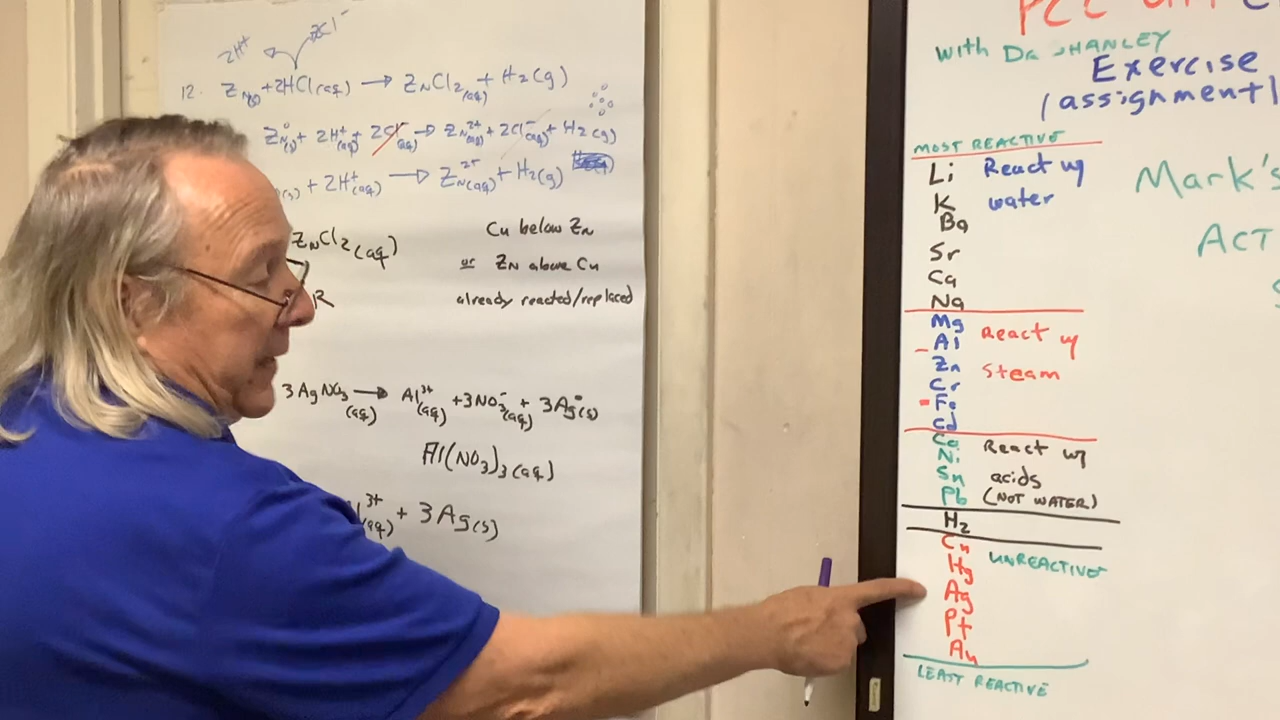 2H⁺ 2Cl⁻
12. Zn(s) + 2HCl(aq) → ZnCl₂(aq) + H₂(g)
Zn⁰(s) + 2H⁺(aq) + 2Cl⁻(aq) → Zn²⁺(aq) + 2Cl⁻(aq) + H₂(g)
(s) + 2H⁺(aq) → Zn²⁺(aq) + H₂(g)
ZnCl₂(aq)
R
Cu below Zn
or Zn above Cu
already reacted/replaced
3AgNO₃(aq) → Al³⁺(aq) + 3NO₃⁻(aq) + 3Ag⁰(s)
Al(NO₃)₃(aq)
³⁺(aq) + 3Ag(s)
with Dr SHANLEY
Exercise
(assignment)
MOST REACTIVE
Li React w/
K water
Ba
Sr
Ca
Na
Mg React w/
Al
Zn Steam
Cr
Fe
Cd
Co React w/
Ni
Sn acids
Pb (NOT WATER)
H₂
Cu UNREACTIVE
Hg
Ag
Pt
Au
LEAST REACTIVE
Mark's
ACT